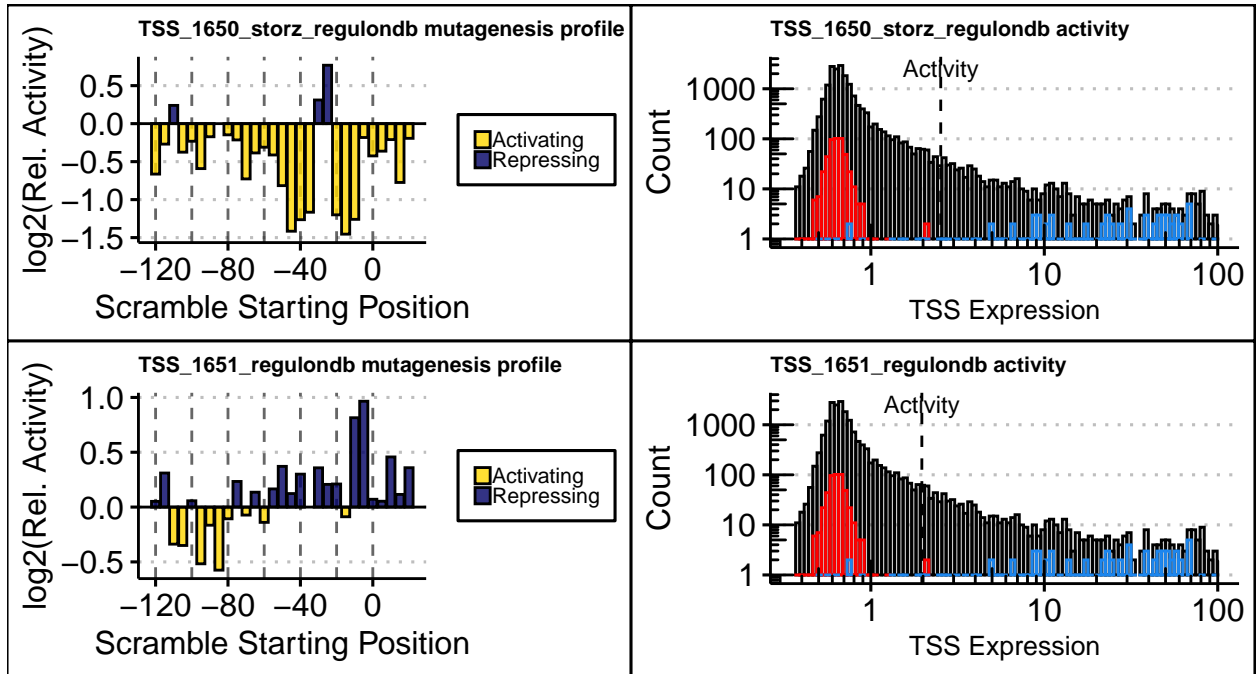 TSS_1650_storz_regulondb mutagenesis profile
log2(Rel. Activity)
0.5
0.0
−0.5
−1.0
−1.5
−120
−80
−40
0
Scramble Starting Position
Activating
Repressing
TSS_1650_storz_regulondb activity
Activity
Count
1000
100
10
1
1
10
100
TSS Expression
TSS_1651_regulondb mutagenesis profile
log2(Rel. Activity)
1.0
0.5
0.0
−0.5
−120
−80
−40
0
Scramble Starting Position
Activating
Repressing
TSS_1651_regulondb activity
Activity
Count
1000
100
10
1
1
10
100
TSS Expression